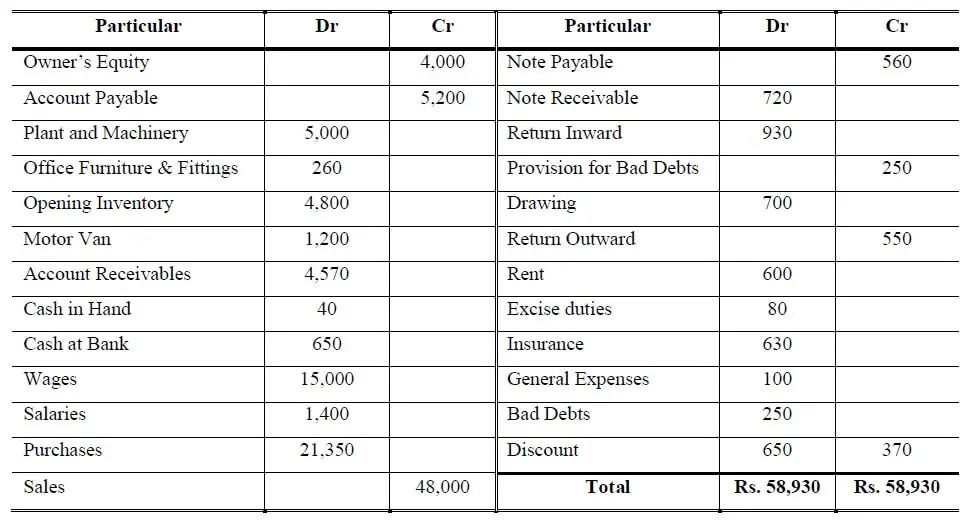 Particular Dr Cr Particular Dr Cr
Owner’s Equity 4,000 Note Payable 560
Account Payable 5,200 Note Receivable 720
Plant and Machinery 5,000 Return Inward 930
Office Furniture & Fittings 260 Provision for Bad Debts 250
Opening Inventory 4,800 Drawing 700
Motor Van 1,200 Return Outward 550
Account Receivables 4,570 Rent 600
Cash in Hand 40 Excise duties 80
Cash at Bank 650 Insurance 630
Wages 15,000 General Expenses 100
Salaries 1,400 Bad Debts 250
Purchases 21,350 Discount 650 370
Sales 48,000 Total Rs. 58,930 Rs. 58,930